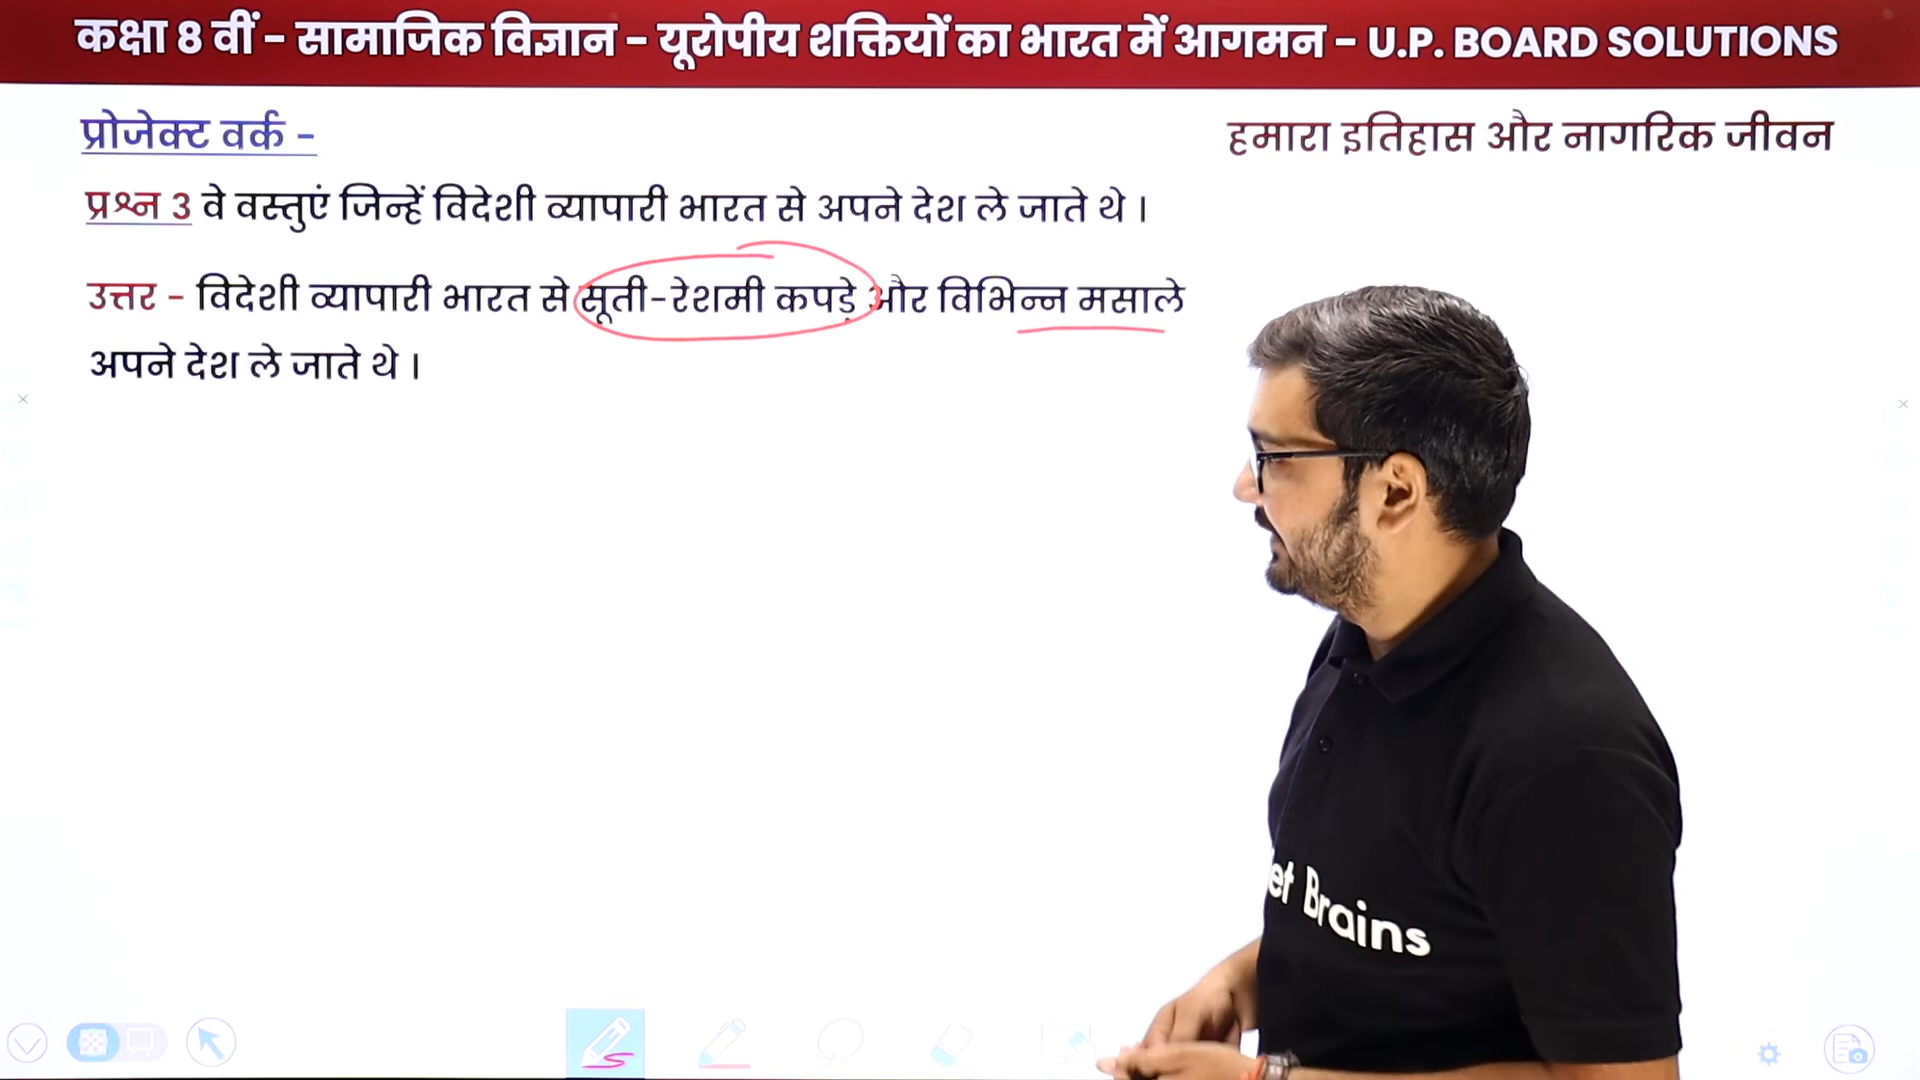 कक्षा 8 वीं - सामाजिक विज्ञान - यूरोपीय शक्तियों का भारत में आगमन - U.P. BOARD SOLUTIONS
प्रोजेक्ट वर्क -
हमारा इतिहास और नागरिक जीवन
प्रश्न 3 वे वस्तुएं जिन्हें विदेशी व्यापारी भारत से अपने देश ले जाते थे ।
उत्तर - विदेशी व्यापारी भारत से सूती-रेशमी कपड़े और विभिन्न मसाले
अपने देश ले जाते थे ।
et Brains